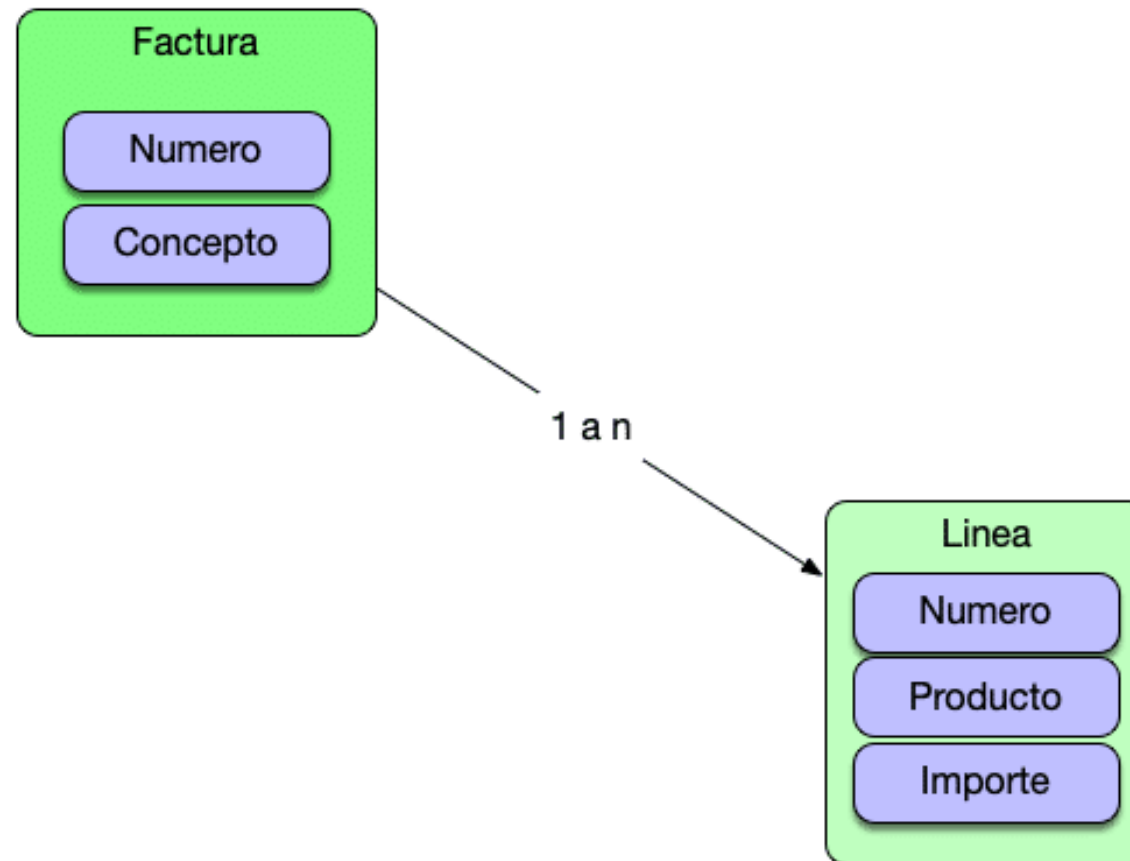 Factura
Numero
Concepto
1 a n
Linea
Numero
Producto
Importe